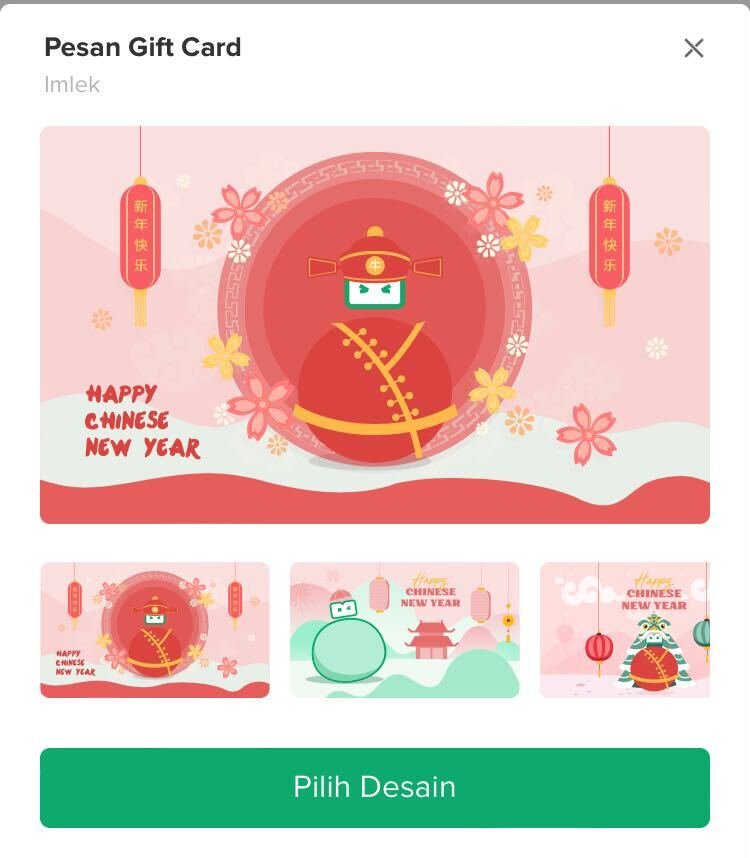 Pesan Gift Card
Imlek
新
年
快
乐
新
年
快
乐
牛
HAPPY
CHINESE
NEW YEAR
HAPPY
CHINESE
NEW YEAR
Happy
CHINESE
NEW YEAR
Happy
CHINESE
NEW YEAR
Pilih Desain